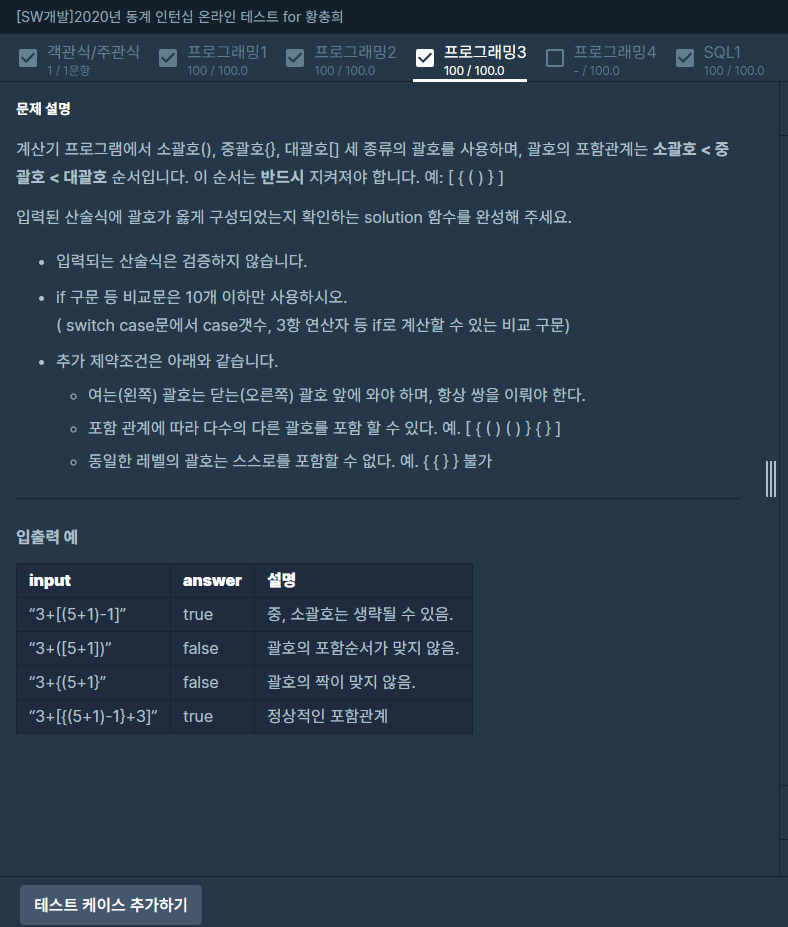 [SW개발]2020년 동계 인턴십 온라인 테스트 for 황충희
객관식/주관식 프로그래밍1 프로그래밍2 프로그래밍3 프로그래밍4 SQL1
1 / 1문항 100 / 100.0 100 / 100.0 100 / 100.0 - / 100.0 100 / 100.0
문제 설명
계산기 프로그램에서 소괄호(), 중괄호{}, 대괄호[] 세 종류의 괄호를 사용하며, 괄호의 포함관계는 소괄호 < 중
괄호 < 대괄호 순서입니다. 이 순서는 반드시 지켜져야 합니다. 예: [ { ( ) } ]
입력된 산술식에 괄호가 옳게 구성되었는지 확인하는 solution 함수를 완성해 주세요.
• 입력되는 산술식은 검증하지 않습니다.
• if 구문 등 비교문은 10개 이하만 사용하시오.
( switch case문에서 case갯수, 3항 연산자 등 if로 계산할 수 있는 비교 구문)
• 추가 제약조건은 아래와 같습니다.
◦ 여는(왼쪽) 괄호는 닫는(오른쪽) 괄호 앞에 와야 하며, 항상 쌍을 이뤄야 한다.
◦ 포함 관계에 따라 다수의 다른 괄호를 포함 할 수 있다. 예. [ { ( ) ( ) } { } ]
◦ 동일한 레벨의 괄호는 스스로를 포함할 수 없다. 예. { { } } 불가
입출력 예
input answer 설명
“3+[(5+1)-1]” true 중, 소괄호는 생략될 수 있음.
“3+([5+1])” false 괄호의 포함순서가 맞지 않음.
“3+{(5+1}” false 괄호의 짝이 맞지 않음.
“3+[{(5+1)-1}+3]” true 정상적인 포함관계
테스트 케이스 추가하기